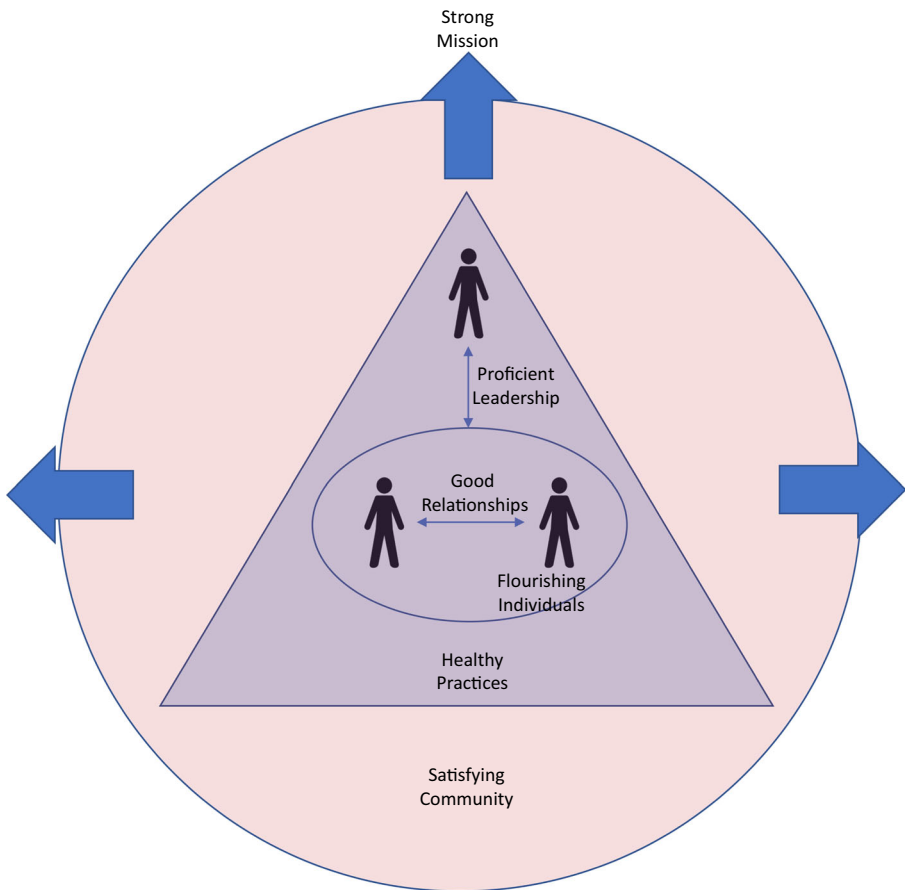 Strong
Mission
Proficient
Leadership
Good
Relationships
Flourishing
Individuals
Healthy
Practices
Satisfying
Community